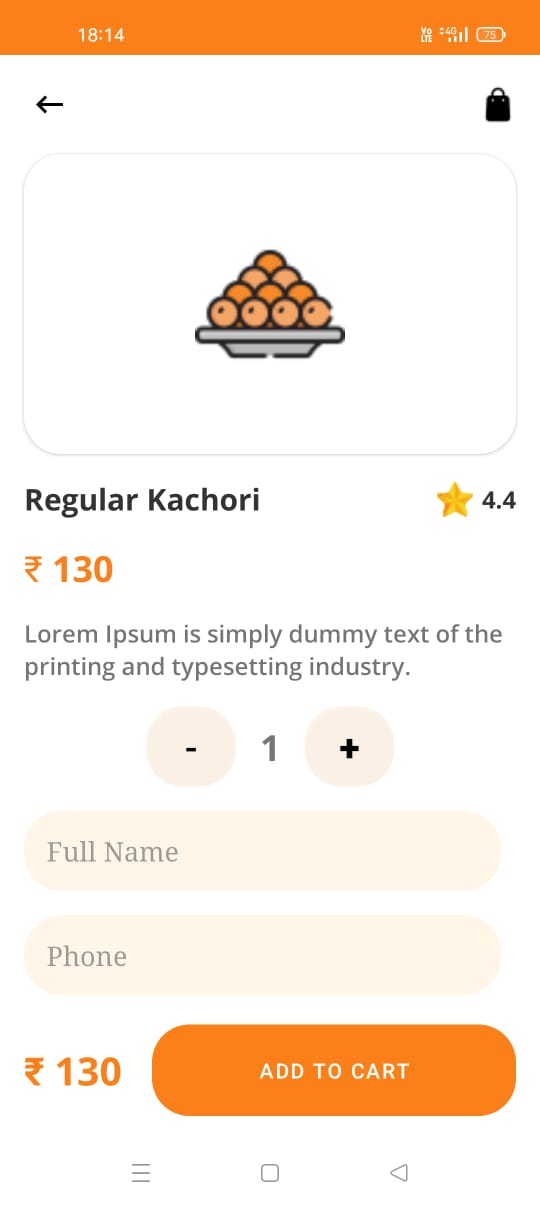 18:14
Vo LTE 4G 75
Regular Kachori
4.4
₹ 130
Lorem Ipsum is simply dummy text of the
printing and typesetting industry.
- 1 +
Full Name
Phone
₹ 130
ADD TO CART